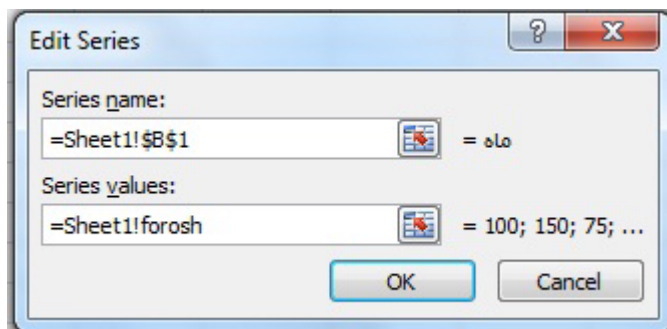 Edit Series
Series name:
=Sheet1!$B$1 = ماه
Series values:
=Sheet1!forosh = 100; 150; 75; ...
OK Cancel